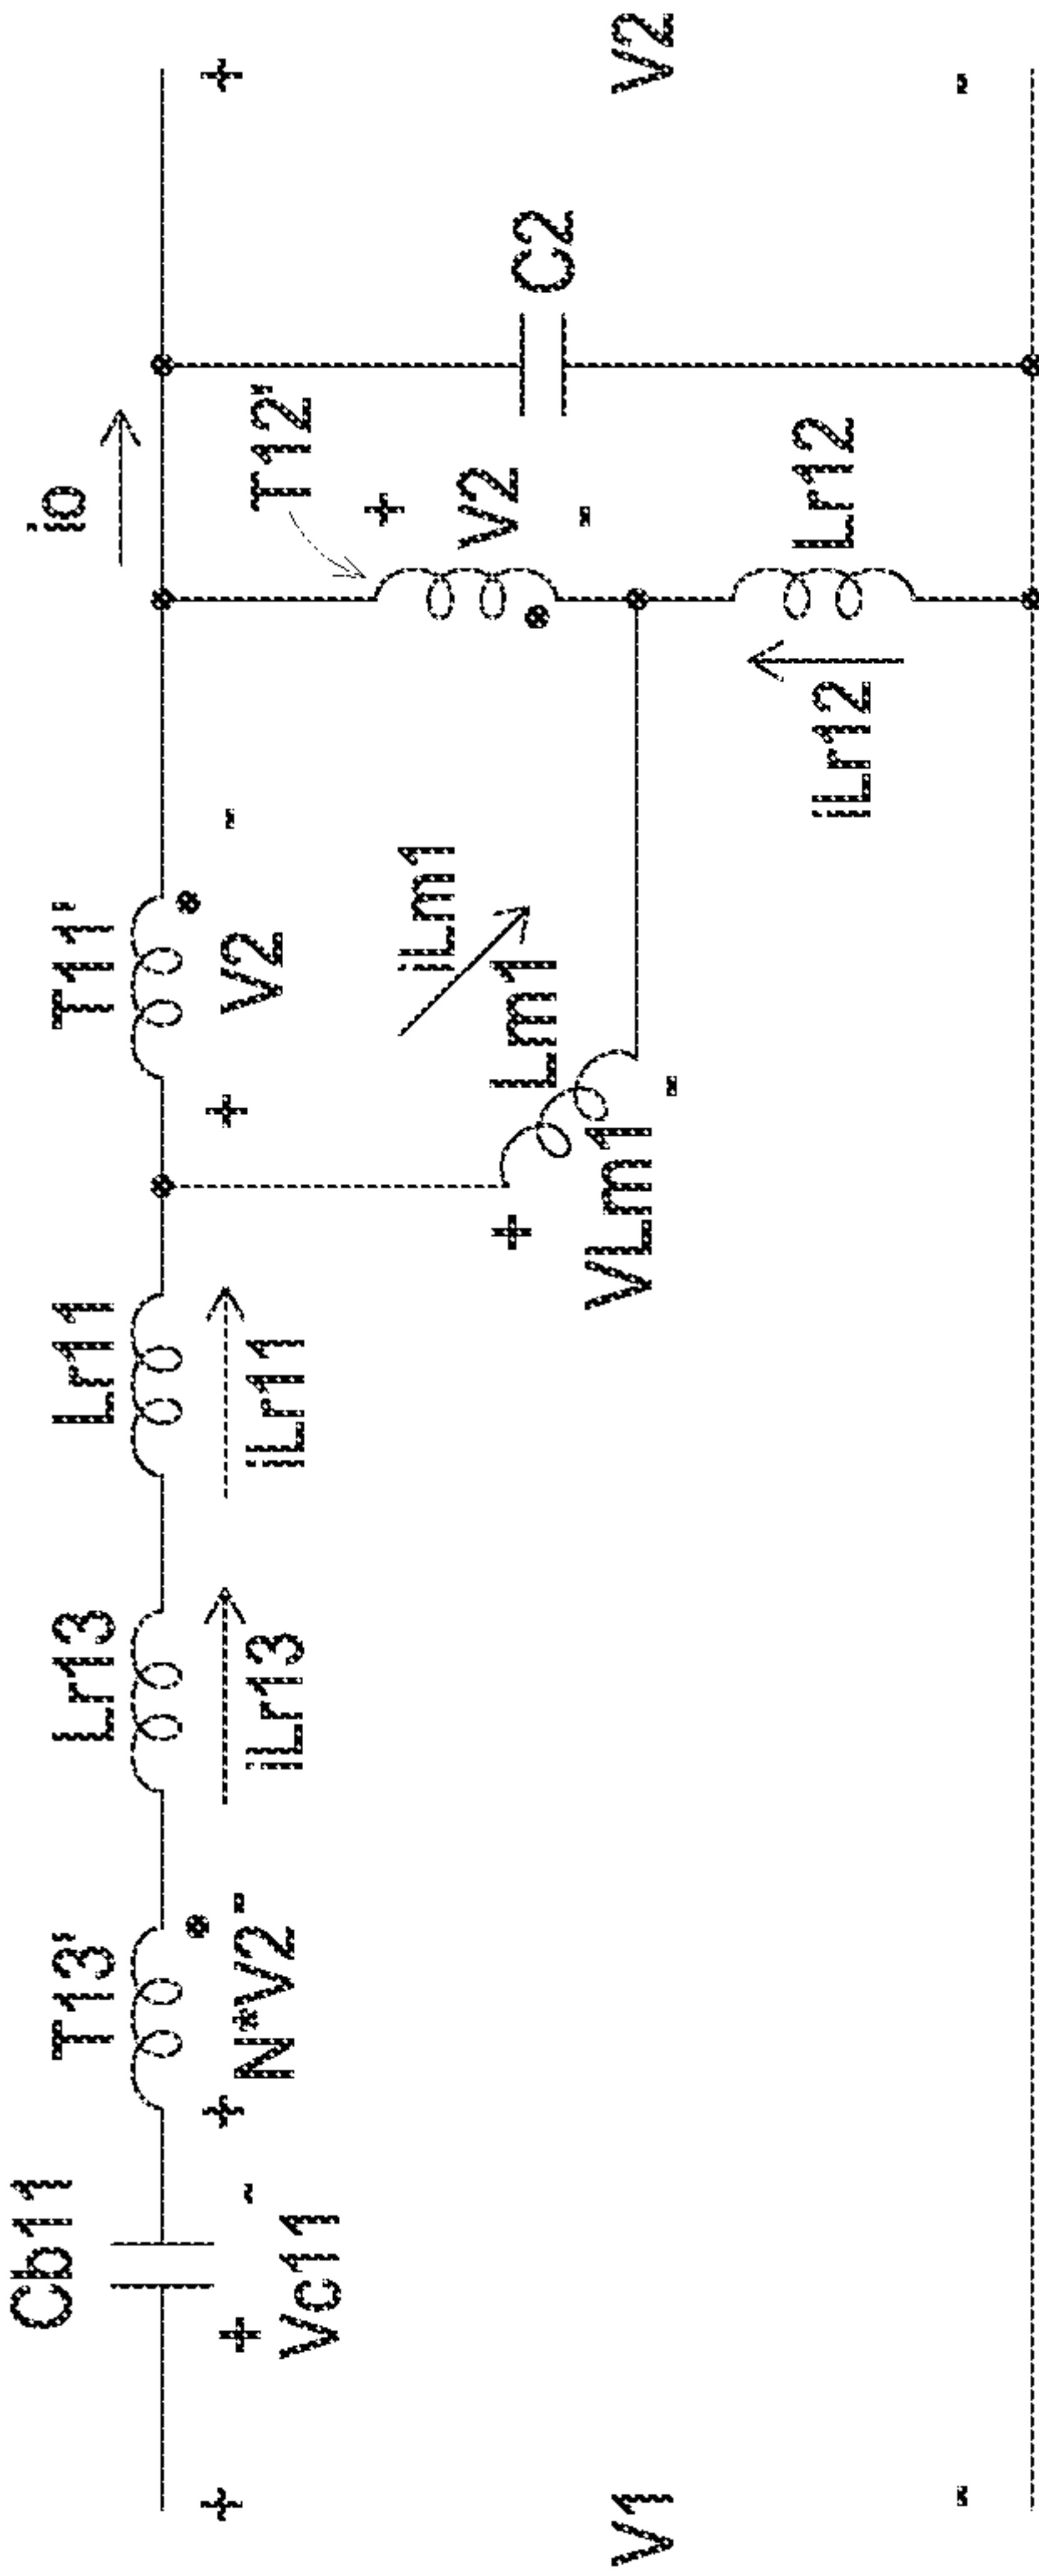 Cb11
+ Vc11 -
T13'
+ N*V2 -
Lr13
iLr13
Lr11
iLr11
T11'
+ V2 -
io
T12'
+ V2 -
iLm1
Lm1
+ VLm1 -
Lr12
iLr12
C2
+ V1 -
+ V2 -